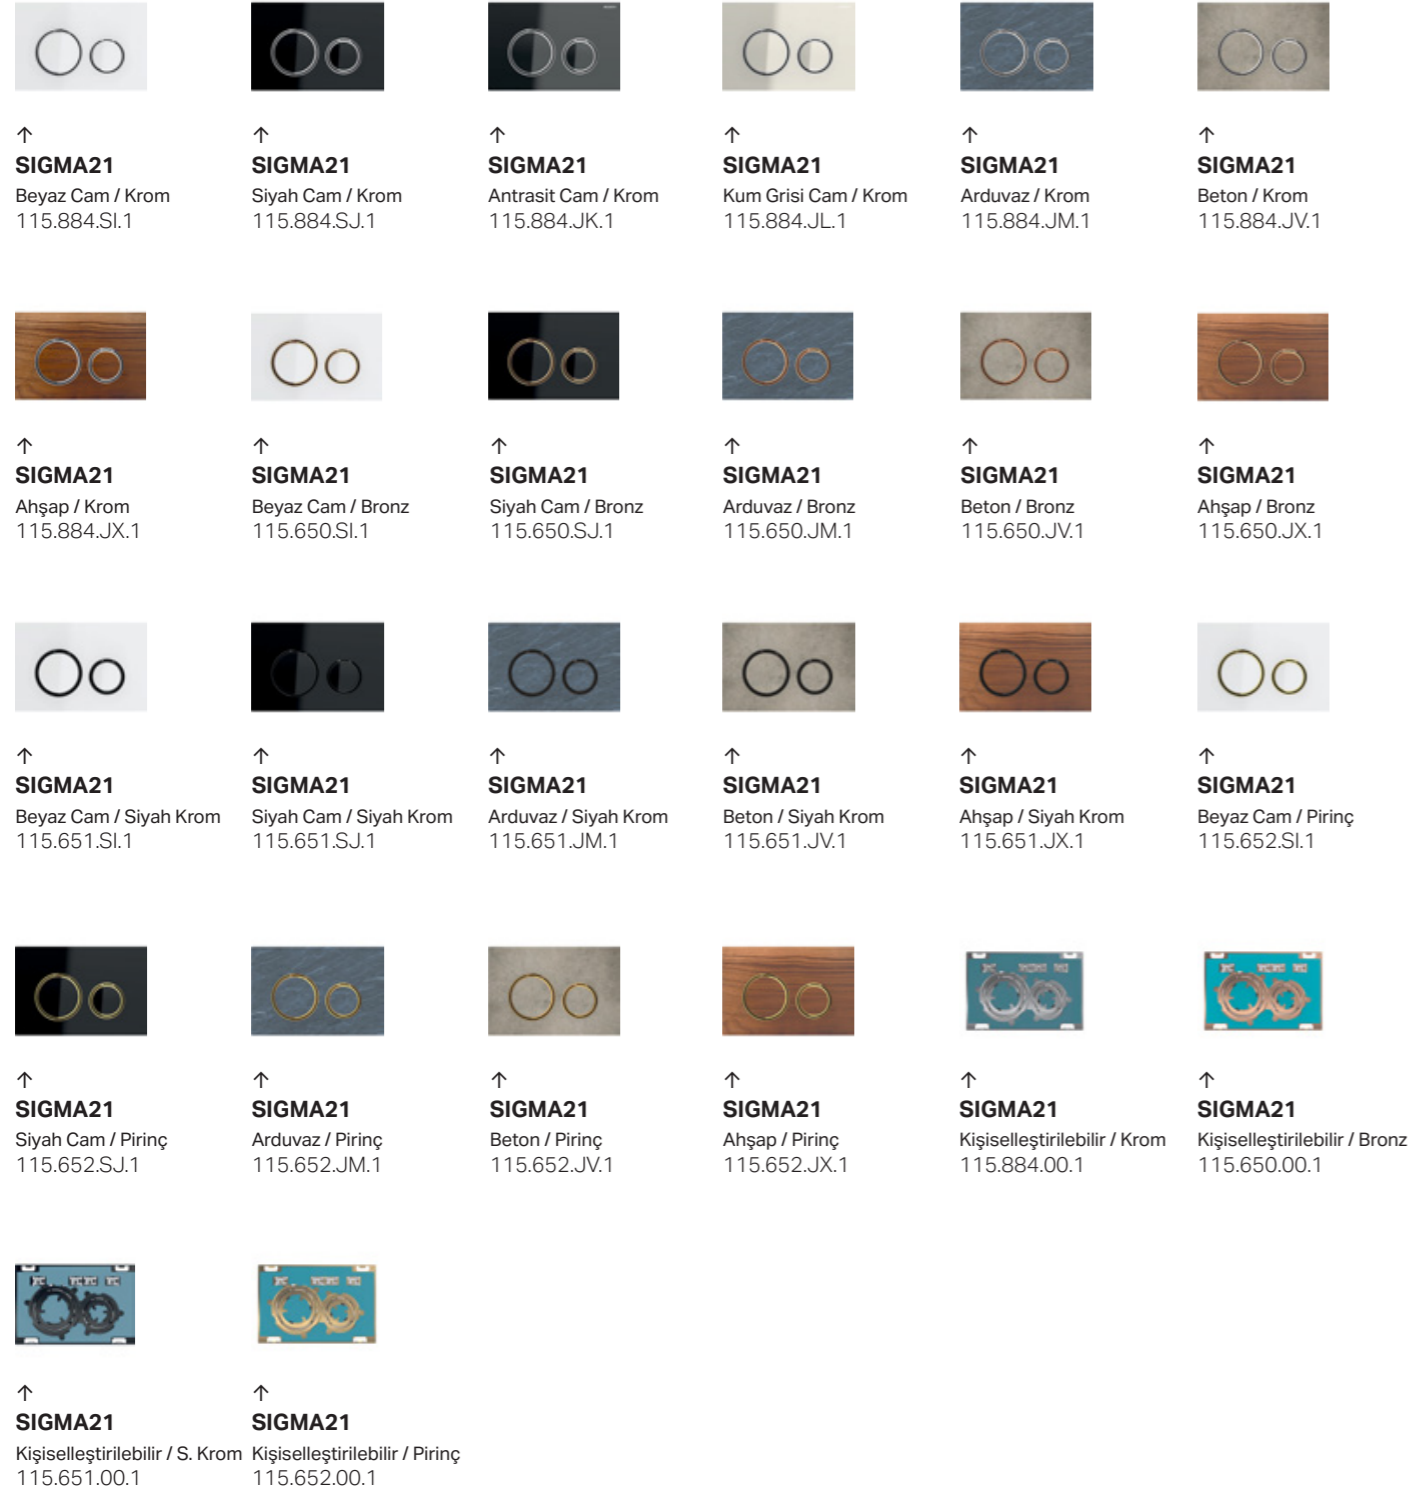 ↑
SIGMA21
Beyaz Cam / Krom
115.884.SI.1
↑
SIGMA21
Siyah Cam / Krom
115.884.SJ.1
↑
SIGMA21
Antrasit Cam / Krom
115.884.JK.1
↑
SIGMA21
Kum Grisi Cam / Krom
115.884.JL.1
↑
SIGMA21
Arduvaz / Krom
115.884.JM.1
↑
SIGMA21
Beton / Krom
115.884.JV.1
↑
SIGMA21
Ahşap / Krom
115.884.JX.1
↑
SIGMA21
Beyaz Cam / Bronz
115.650.SI.1
↑
SIGMA21
Siyah Cam / Bronz
115.650.SJ.1
↑
SIGMA21
Arduvaz / Bronz
115.650.JM.1
↑
SIGMA21
Beton / Bronz
115.650.JV.1
↑
SIGMA21
Ahşap / Bronz
115.650.JX.1
↑
SIGMA21
Beyaz Cam / Siyah Krom
115.651.SI.1
↑
SIGMA21
Siyah Cam / Siyah Krom
115.651.SJ.1
↑
SIGMA21
Arduvaz / Siyah Krom
115.651.JM.1
↑
SIGMA21
Beton / Siyah Krom
115.651.JV.1
↑
SIGMA21
Ahşap / Siyah Krom
115.651.JX.1
↑
SIGMA21
Beyaz Cam / Pirinç
115.652.SI.1
↑
SIGMA21
Siyah Cam / Pirinç
115.652.SJ.1
↑
SIGMA21
Arduvaz / Pirinç
115.652.JM.1
↑
SIGMA21
Beton / Pirinç
115.652.JV.1
↑
SIGMA21
Ahşap / Pirinç
115.652.JX.1
↑
SIGMA21
Kişiselleştirilebilir / Krom
115.884.00.1
↑
SIGMA21
Kişiselleştirilebilir / Bronz
115.650.00.1
↑
SIGMA21
Kişiselleştirilebilir / S. Krom
115.651.00.1
↑
SIGMA21
Kişiselleştirilebilir / Pirinç
115.652.00.1